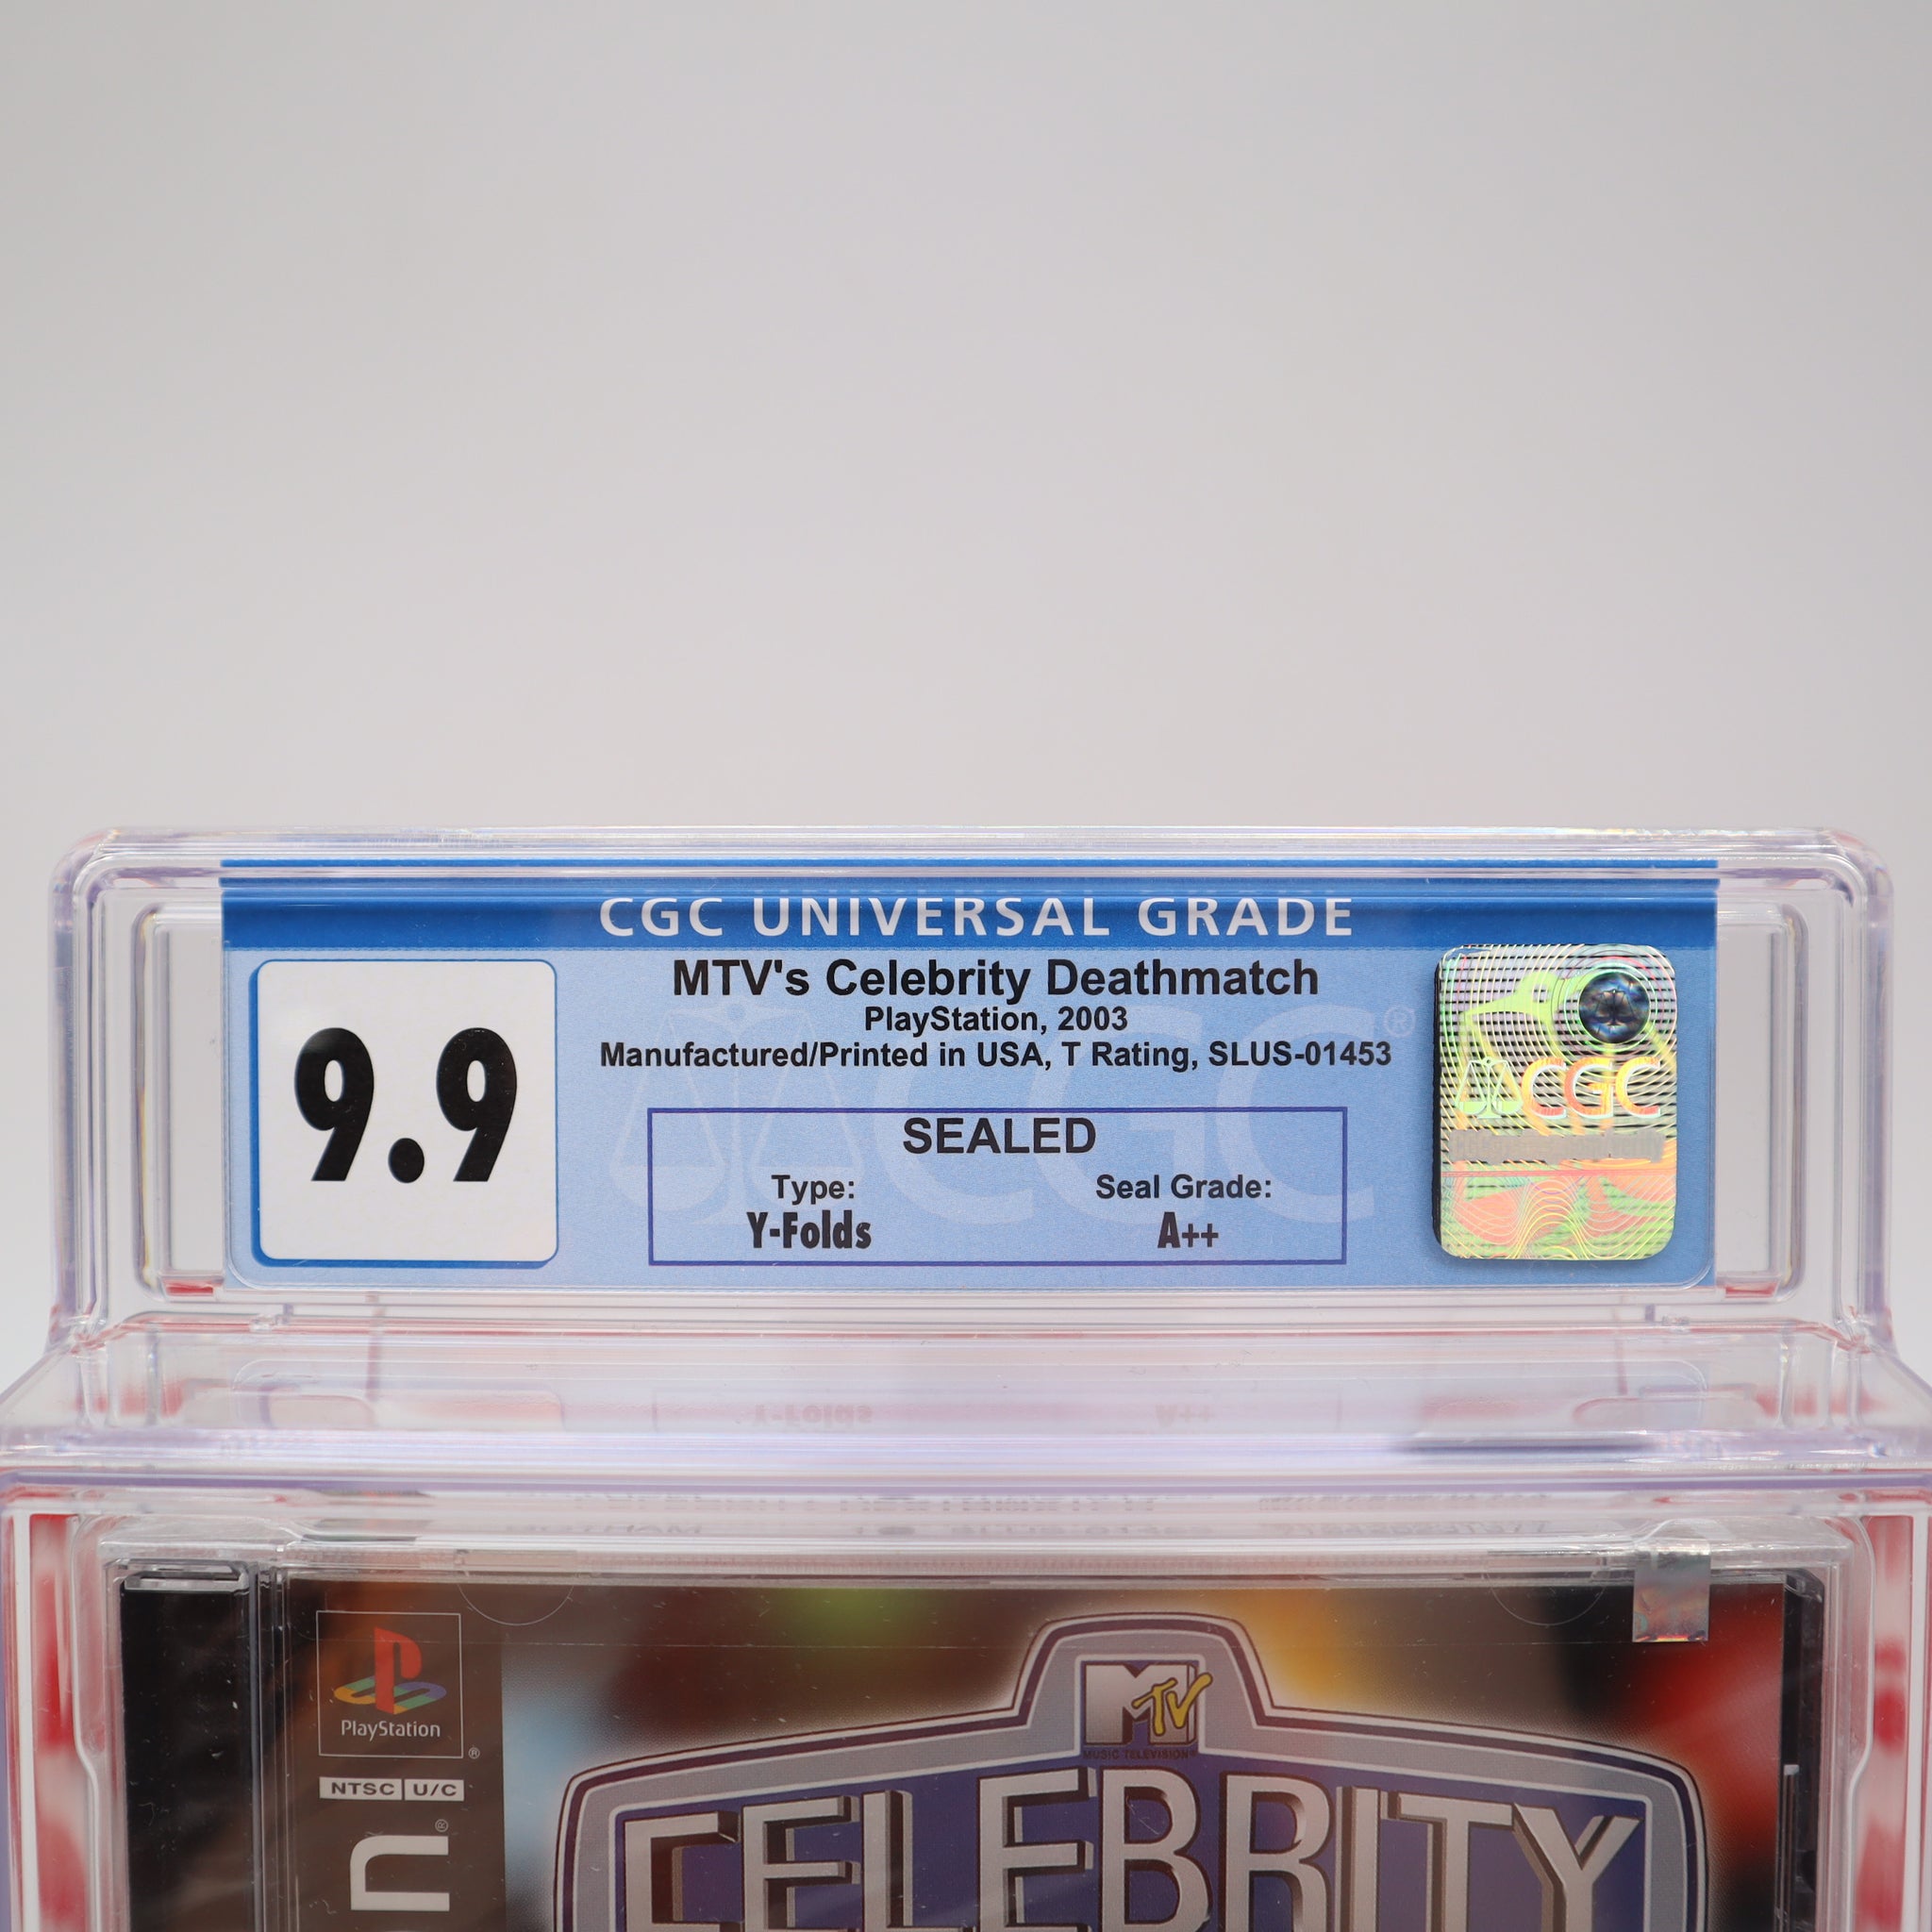 CGC UNIVERSAL GRADE
9.9
MTV's Celebrity Deathmatch
PlayStation, 2003
Manufactured/Printed in USA, T Rating, SLUS-01453
SEALED
Type:
Y-Folds
Seal Grade:
A++
CGC
CGC®
PlayStation
®
NTSC U/C
n®
MTV
MUSIC TELEVISION®
CELEBRITY